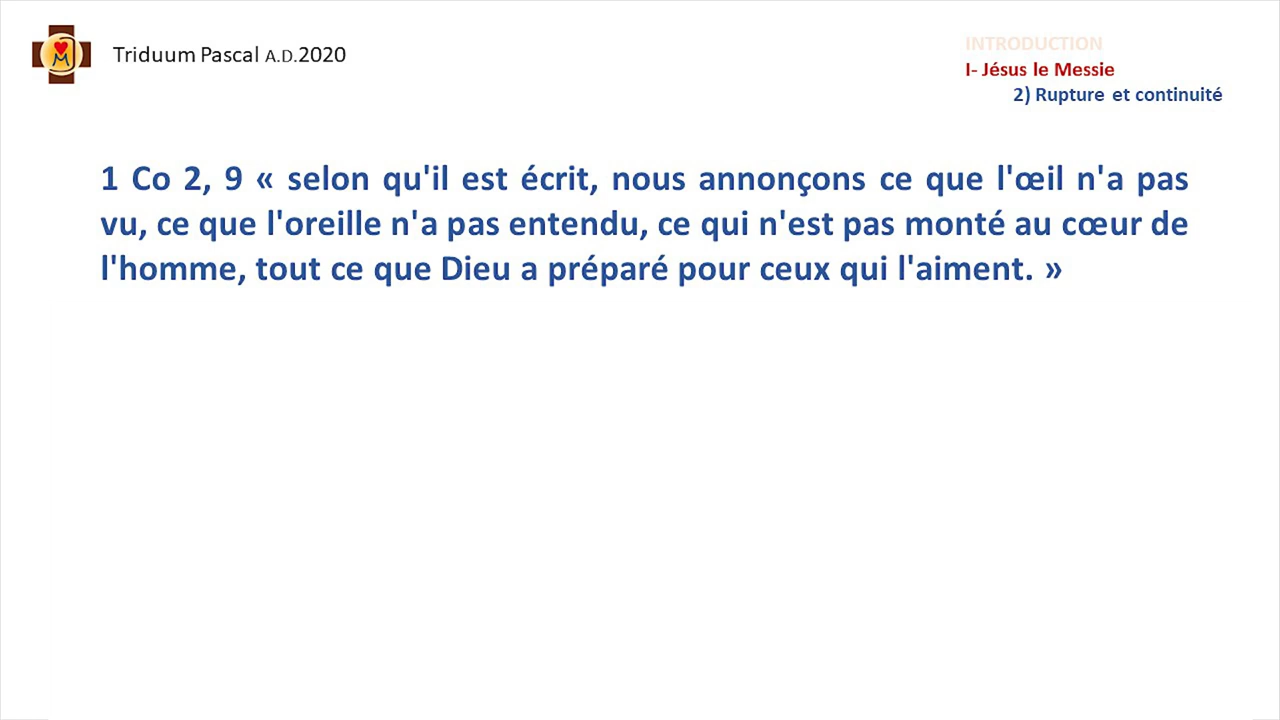 Triduum Pascal A.D.2020
INTRODUCTION
I- Jésus le Messie
2) Rupture et continuité
1 Co 2, 9 « selon qu'il est écrit, nous annonçons ce que l'œil n'a pas
vu, ce que l'oreille n'a pas entendu, ce qui n'est pas monté au cœur de
l'homme, tout ce que Dieu a préparé pour ceux qui l'aiment. »